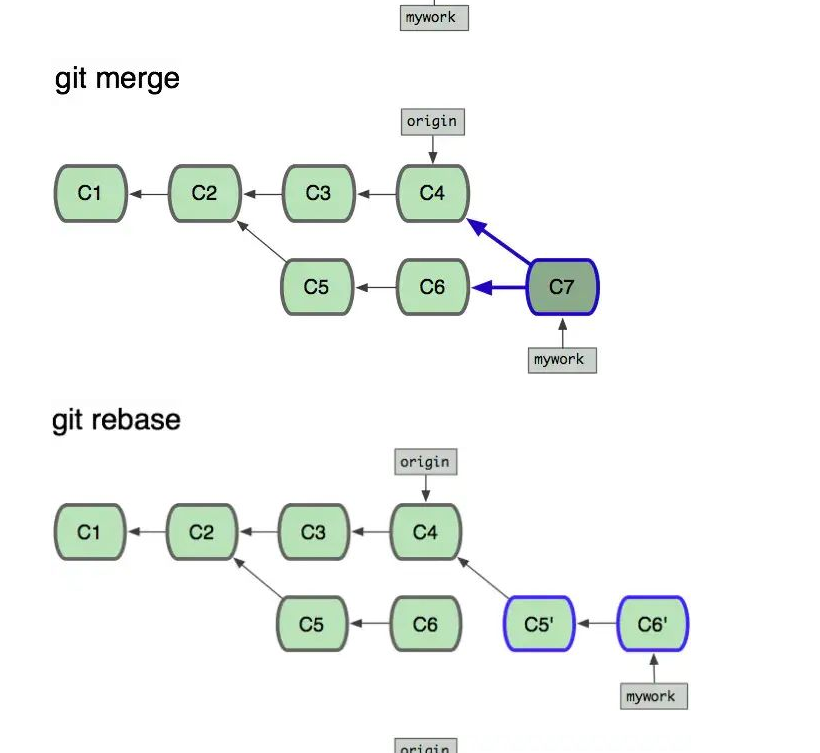 mywork
git merge
origin
C1 C2 C3 C4
C5 C6 C7
mywork
git rebase
origin
C1 C2 C3 C4
C5 C6 C5' C6'
mywork
origin